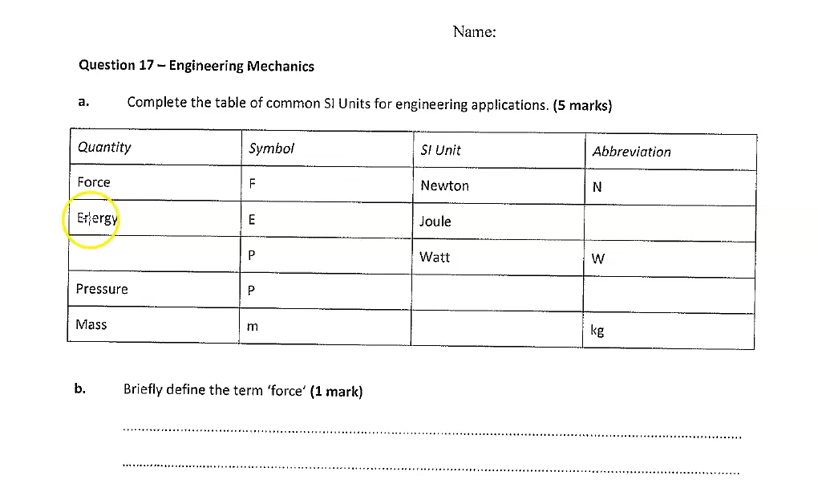 Name:
Question 17 – Engineering Mechanics
a. Complete the table of common SI Units for engineering applications. (5 marks)
Quantity Symbol SI Unit Abbreviation
Force F Newton N
Energy E Joule
P Watt W
Pressure P
Mass m kg
b. Briefly define the term ‘force’ (1 mark)